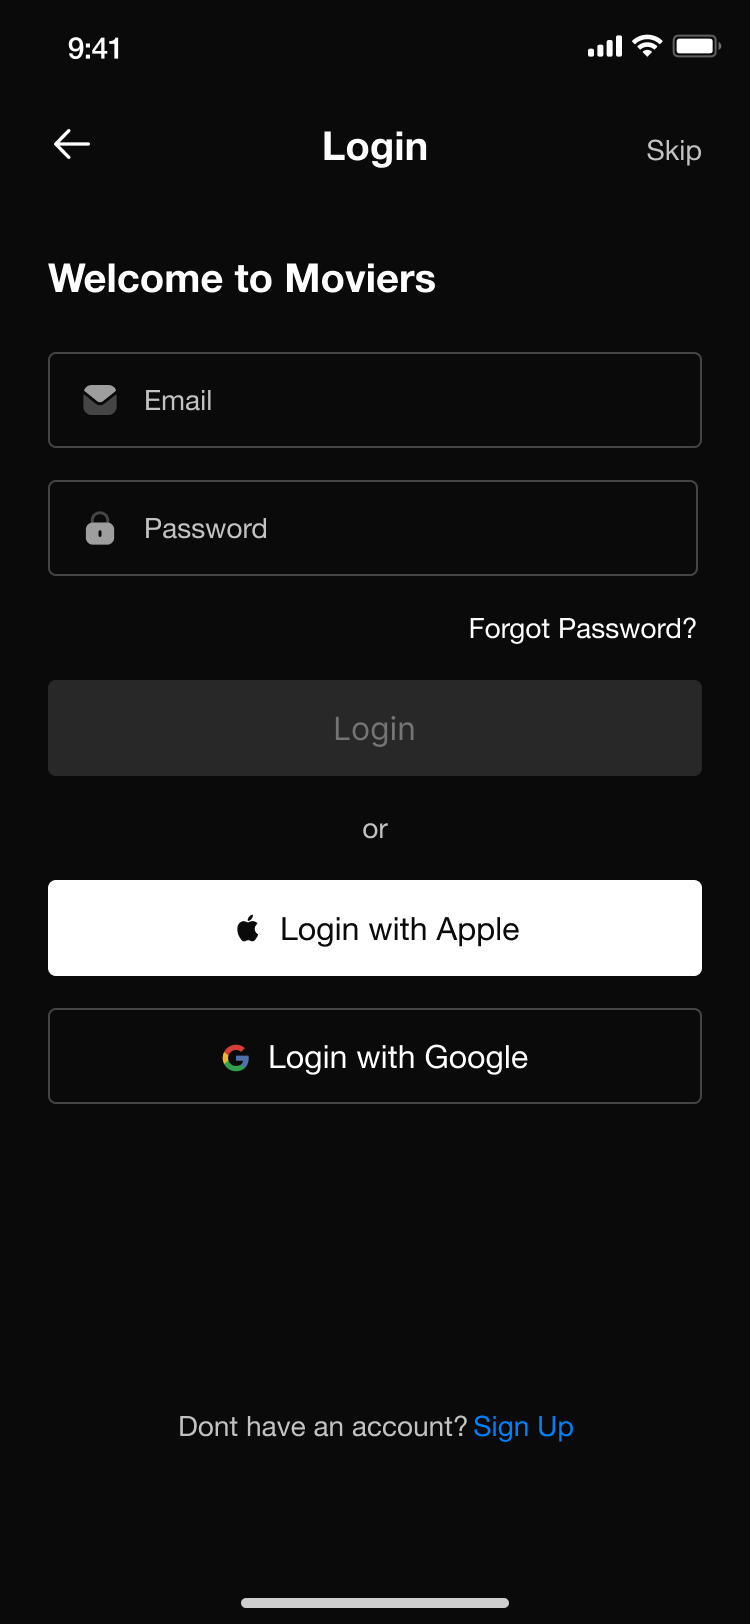 9:41
Login
Skip
Welcome to Moviers
Email
Password
Forgot Password?
Login
or
Login with Apple
Login with Google
Dont have an account? Sign Up